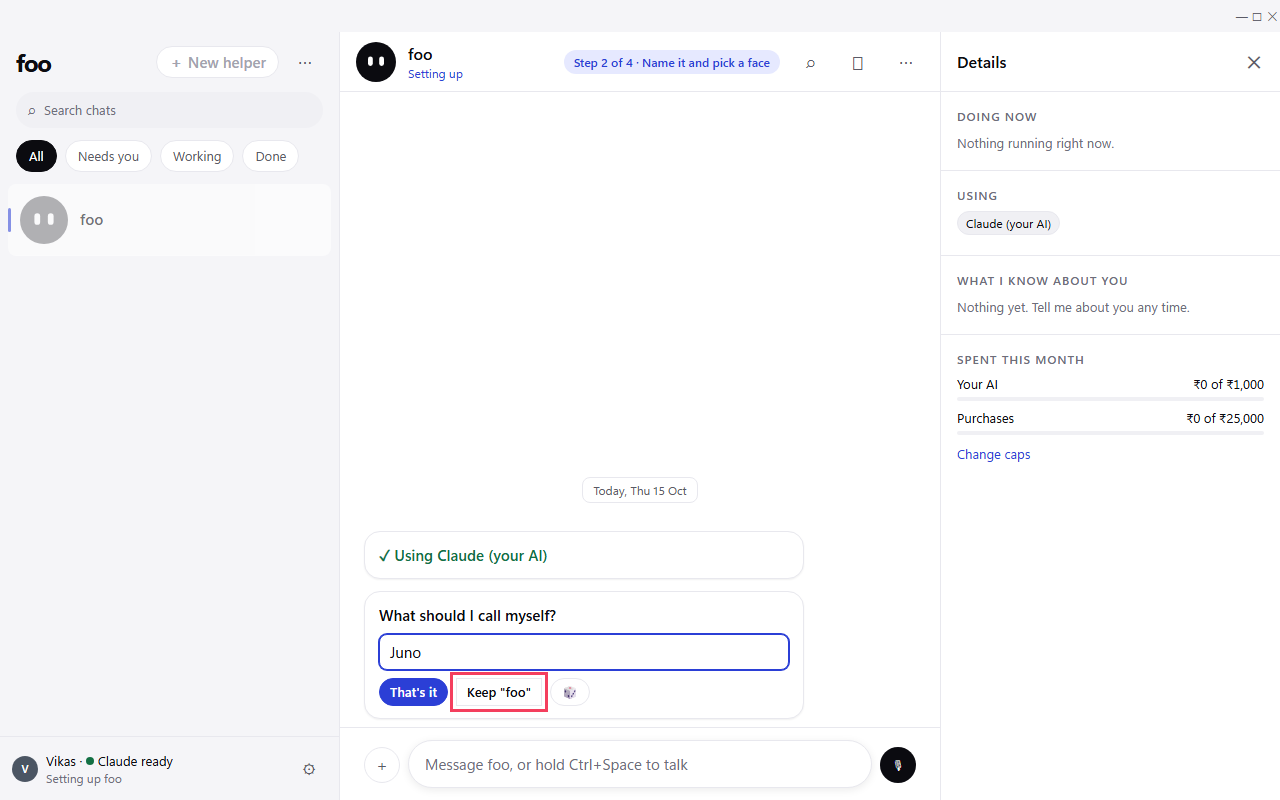 foo
+ New helper
Search chats
All
Needs you
Working
Done
foo
Vikas · Claude ready
Setting up foo
foo
Setting up
Step 2 of 4 · Name it and pick a face
Today, Thu 15 Oct
✓ Using Claude (your AI)
What should I call myself?
Juno
That's it
Keep "foo"
+
Message foo, or hold Ctrl+Space to talk
Details
DOING NOW
Nothing running right now.
USING
Claude (your AI)
WHAT I KNOW ABOUT YOU
Nothing yet. Tell me about you any time.
SPENT THIS MONTH
Your AI ₹0 of ₹1,000
Purchases ₹0 of ₹25,000
Change caps
V